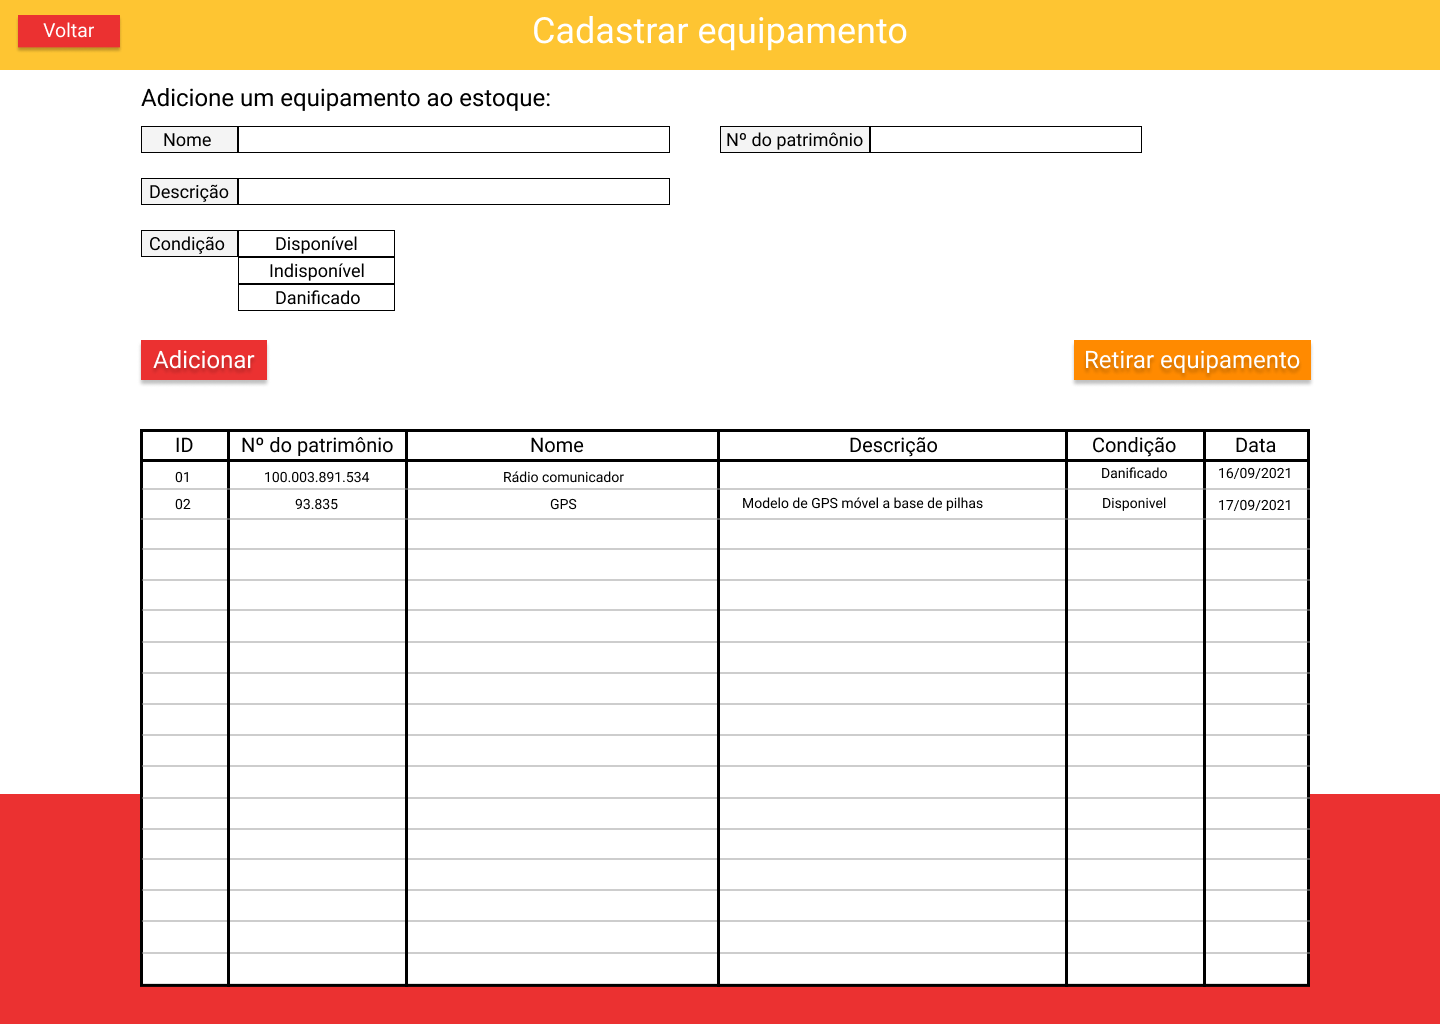 Voltar
Cadastrar equipamento
Adicione um equipamento ao estoque:
Nome
Nº do patrimônio
Descrição
Condição
Disponível
Indisponível
Danificado
Adicionar
Retirar equipamento
ID Nº do patrimônio Nome Descrição Condição Data
01 100.003.891.534 Rádio comunicador Danificado 16/09/2021
02 93.835 GPS Modelo de GPS móvel a base de pilhas Disponivel 17/09/2021